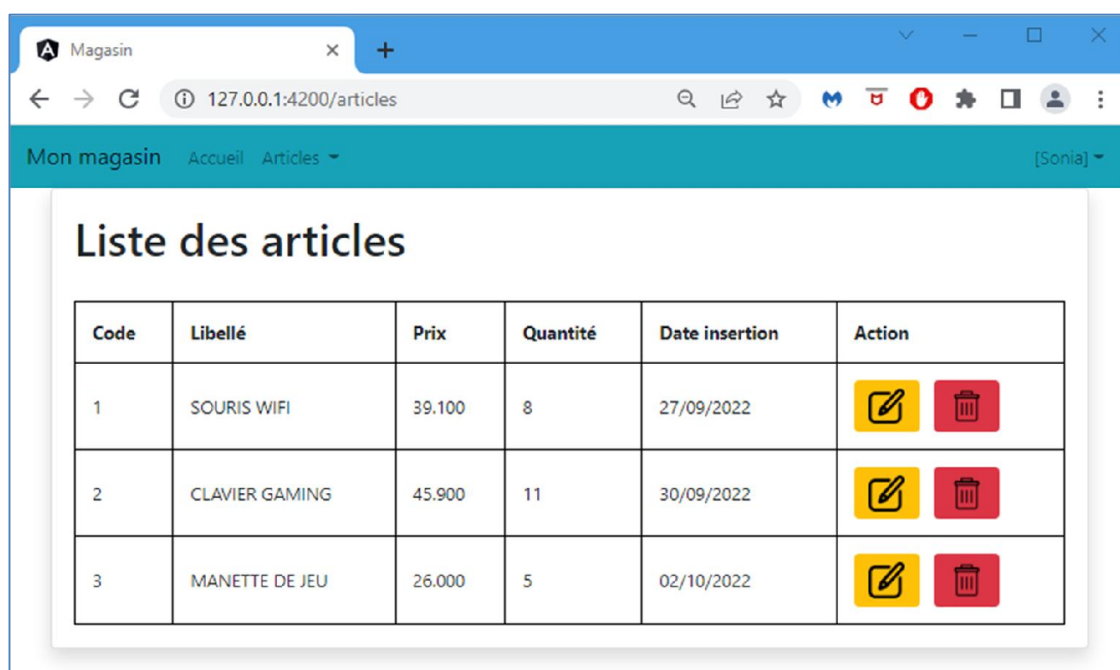 Magasin
127.0.0.1:4200/articles
Mon magasin Accueil Articles [Sonia]
Liste des articles
Code Libellé Prix Quantité Date insertion Action
1 SOURIS WIFI 39.100 8 27/09/2022
2 CLAVIER GAMING 45.900 11 30/09/2022
3 MANETTE DE JEU 26.000 5 02/10/2022